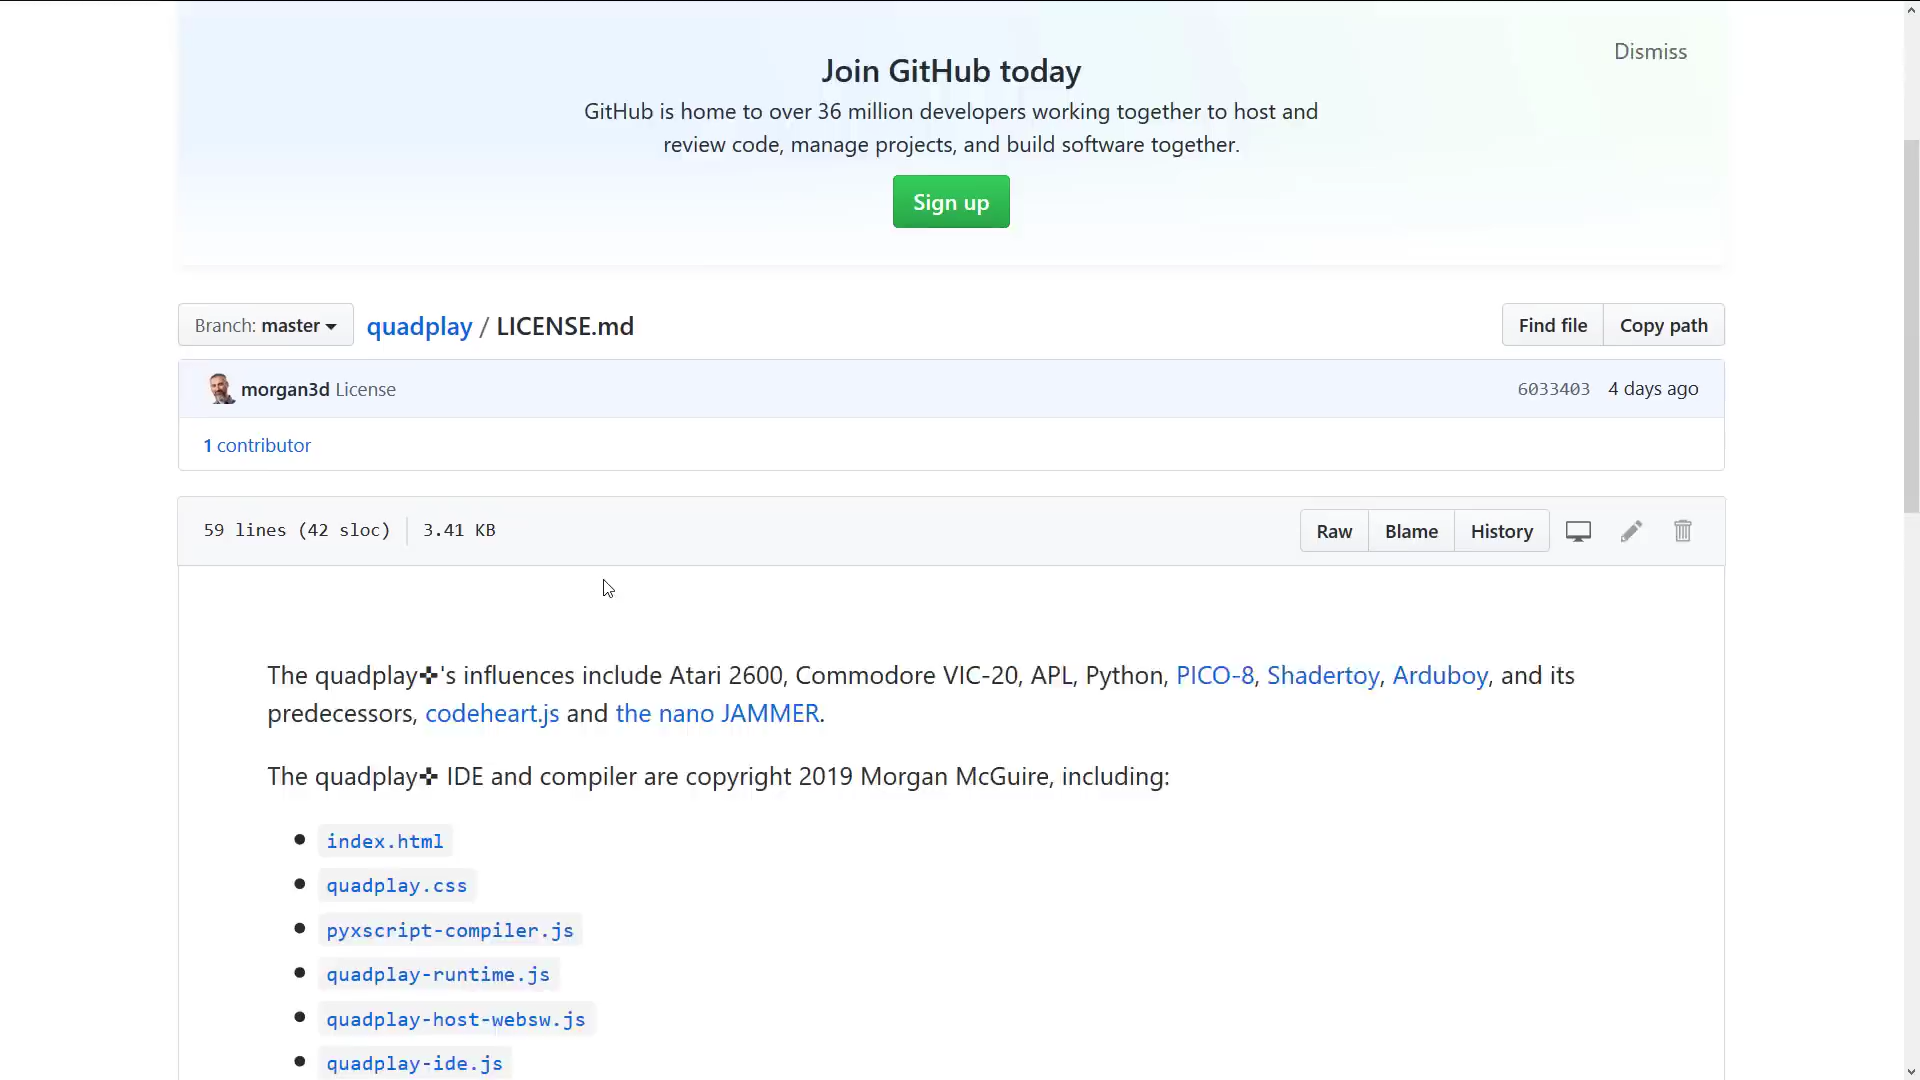 Dismiss
Join GitHub today
GitHub is home to over 36 million developers working together to host and
review code, manage projects, and build software together.
Sign up
Branch: master
quadplay / LICENSE.md
Find file
Copy path
morgan3d License
6033403
4 days ago
1 contributor
59 lines (42 sloc)
3.41 KB
Raw
Blame
History
The quadplay✜'s influences include Atari 2600, Commodore VIC-20, APL, Python, PICO-8, Shadertoy, Arduboy, and its
predecessors, codeheart.js and the nano JAMMER.
The quadplay✜ IDE and compiler are copyright 2019 Morgan McGuire, including:
index.html
quadplay.css
pyxscript-compiler.js
quadplay-runtime.js
quadplay-host-websw.js
quadplay-ide.js